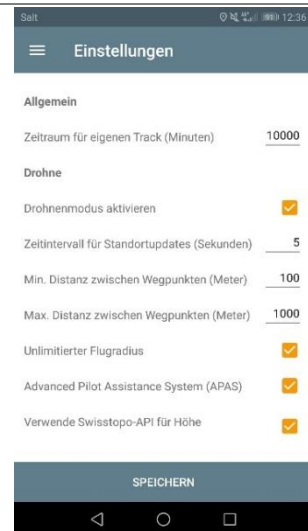 Salt 12:36
Einstellungen
Allgemein
Zeitraum für eigenen Track (Minuten) 10000
Drohne
Drohnenmodus aktivieren
Zeitintervall für Standortupdates (Sekunden) 5
Min. Distanz zwischen Wegpunkten (Meter) 100
Max. Distanz zwischen Wegpunkten (Meter) 1000
Unlimitierter Flugradius
Advanced Pilot Assistance System (APAS)
Verwende Swisstopo-API für Höhe
SPEICHERN